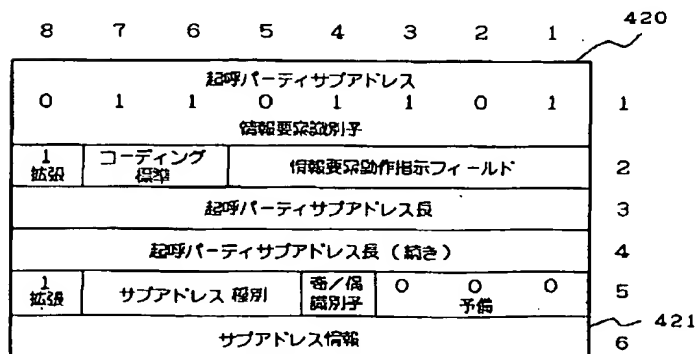 8 7 6 5 4 3 2 1
420
起呼パーティサブアドレス
0 1 1 0 1 1 0 1 1
情報要素識別子
1 拡張 コーディング標準 情報要素動作指示フィールド 2
起呼パーティサブアドレス長 3
起呼パーティサブアドレス長(続き) 4
1 拡張 サブアドレス種別 奇/偶識別子 0 0 0 予備 5
サブアドレス情報 6
421